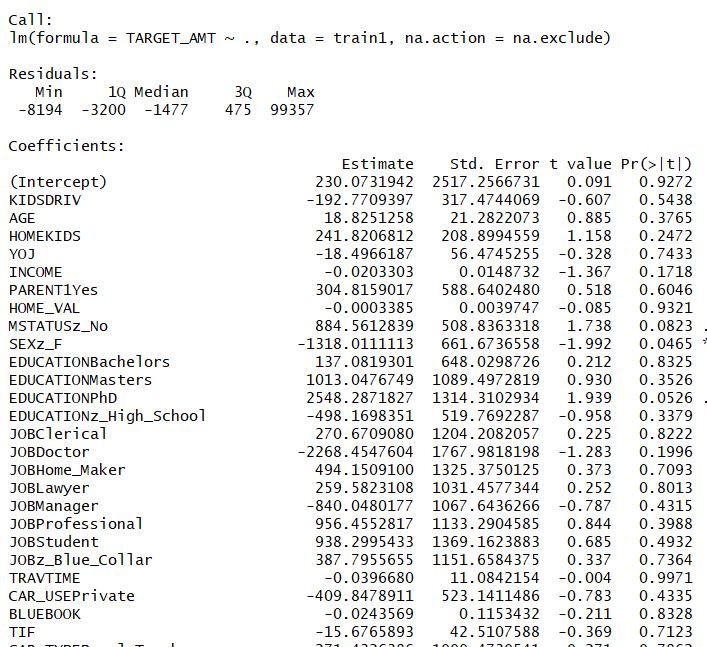 Call:
lm(formula = TARGET_AMT ~ ., data = train1, na.action = na.exclude)
Residuals:
Min 1Q Median 3Q Max
-8194 -3200 -1477 475 99357
Coefficients:
Estimate Std. Error t value Pr(>|t|)
(Intercept) 230.0731942 2517.2566731 0.091 0.9272
KIDSDRIV -192.7709397 317.4744069 -0.607 0.5438
AGE 18.8251258 21.2822073 0.885 0.3765
HOMEKIDS 241.8206812 208.8994559 1.158 0.2472
YOJ -18.4966187 56.4745255 -0.328 0.7433
INCOME -0.0203303 0.0148732 -1.367 0.1718
PARENT1Yes 304.8159017 588.6402480 0.518 0.6046
HOME_VAL -0.0003385 0.0039747 -0.085 0.9321
MSTATUSz_No 884.5612839 508.8363318 1.738 0.0823 .
SEXz_F -1318.0111113 661.6736558 -1.992 0.0465 *
EDUCATIONBachelors 137.0819301 648.0298726 0.212 0.8325
EDUCATIONMasters 1013.0476749 1089.4972819 0.930 0.3526
EDUCATIONPhD 2548.2871827 1314.3102934 1.939 0.0526 .
EDUCATIONz_High_School -498.1698351 519.7692287 -0.958 0.3379
JOBClerical 270.6709080 1204.2082057 0.225 0.8222
JOBDoctor -2268.4547604 1767.9818198 -1.283 0.1996
JOBHome_Maker 494.1509100 1325.3750125 0.373 0.7093
JOBLawyer 259.5823108 1031.4577344 0.252 0.8013
JOBManager -840.0480177 1067.6436266 -0.787 0.4315
JOBProfessional 956.4552817 1133.2904585 0.844 0.3988
JOBStudent 938.2995433 1369.1623883 0.685 0.4932
JOBz_Blue_Collar 387.7955655 1151.6584375 0.337 0.7364
TRAVTIME -0.0396680 11.0842154 -0.004 0.9971
CAR_USEPrivate -409.8478911 523.1411486 -0.783 0.4335
BLUEBOOK -0.0243569 0.1153432 -0.211 0.8328
TIF -15.6765893 42.5107588 -0.369 0.7123